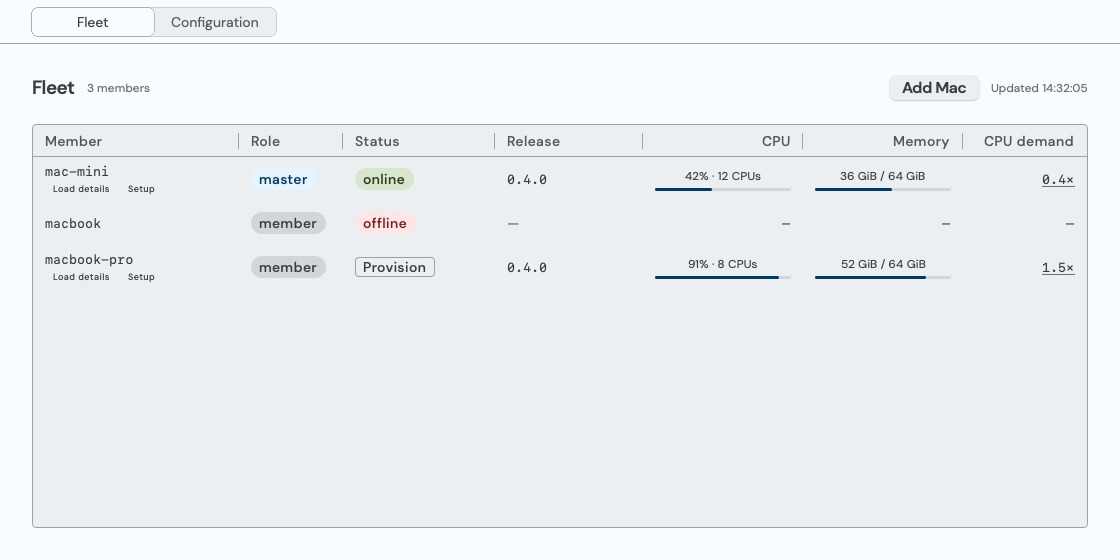 Fleet Configuration
Fleet 3 members Add Mac Updated 14:32:05
Member Role Status Release CPU Memory CPU demand
mac-mini master online 0.4.0 42% · 12 CPUs 36 GiB / 64 GiB 0.4×
Load details Setup
macbook member offline — — — —
macbook-pro member Provision 0.4.0 91% · 8 CPUs 52 GiB / 64 GiB 1.5×
Load details Setup